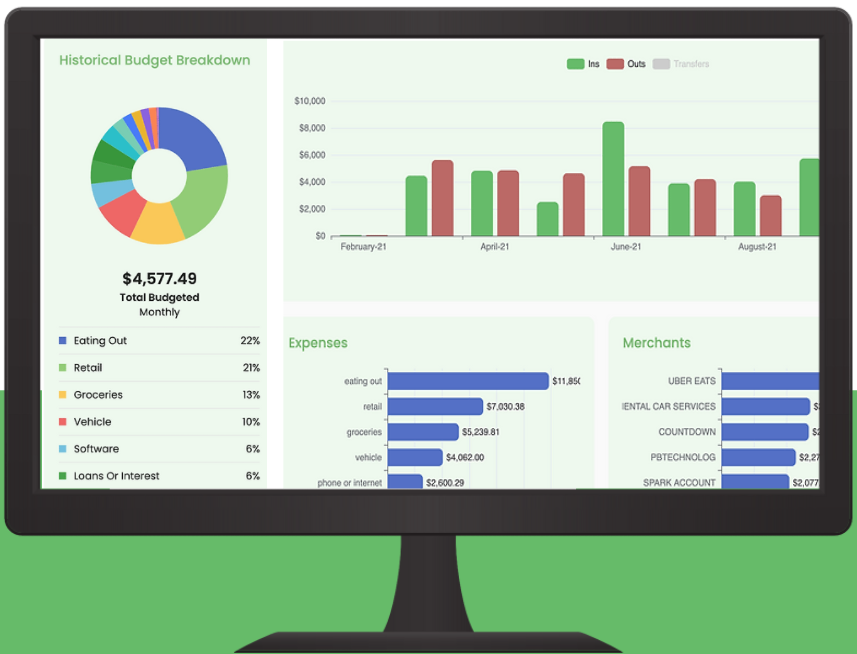 Historical Budget Breakdown
$4,577.49
Total Budgeted
Monthly
Eating Out 22%
Retail 21%
Groceries 13%
Vehicle 10%
Software 6%
Loans Or Interest 6%
Ins Outs Transfers
$10,000
$8,000
$6,000
$4,000
$2,000
$0
February-21 April-21 June-21 August-21
Expenses
eating out $11,850
retail $7,030.38
groceries $5,239.81
vehicle $4,062.00
phone or internet $2,600.29
Merchants
UBER EATS
CAR SERVICES
COUNTDOWN
PBTECHNOLOG $2,27
SPARK ACCOUNT $2,077